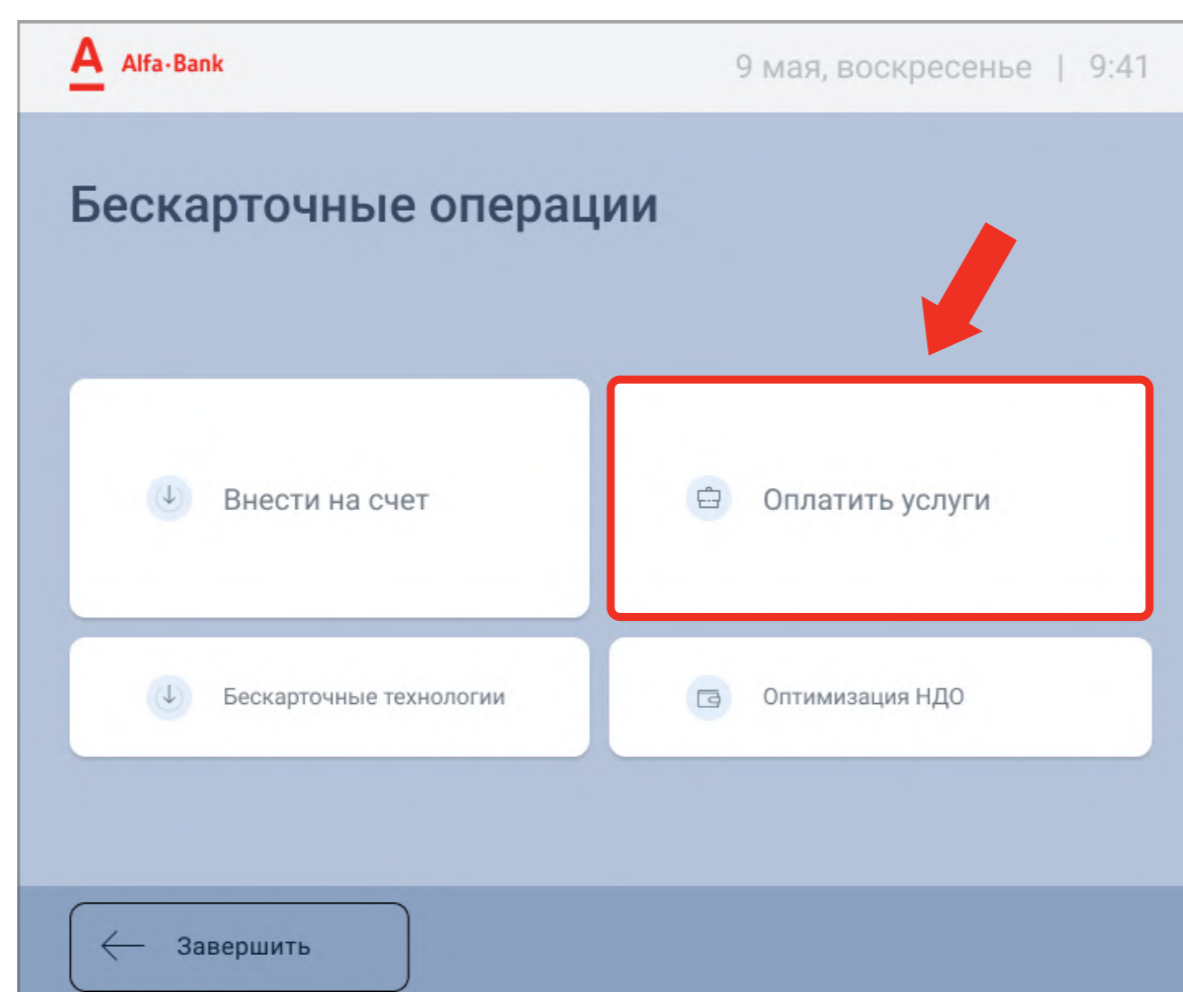 Alfa·Bank
9 мая, воскресенье | 9:41
Бескарточные операции
Внести на счет
Оплатить услуги
Бескарточные технологии
Оптимизация НДО
Завершить